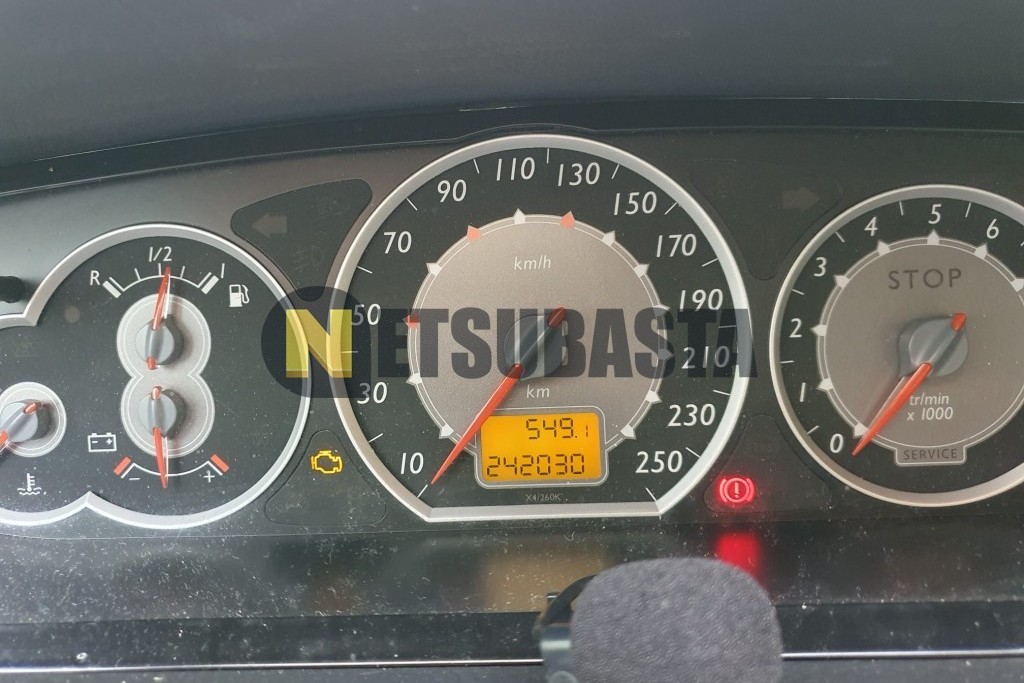 R 1/2 1
- +
10
30
50
70
90
110
130
150
170
190
210
230
250
km/h
NETSUBASTA
km
549.1
242030
X4/260K
0
1
2
3
4
5
6
STOP
tr/min
x 1000
SERVICE